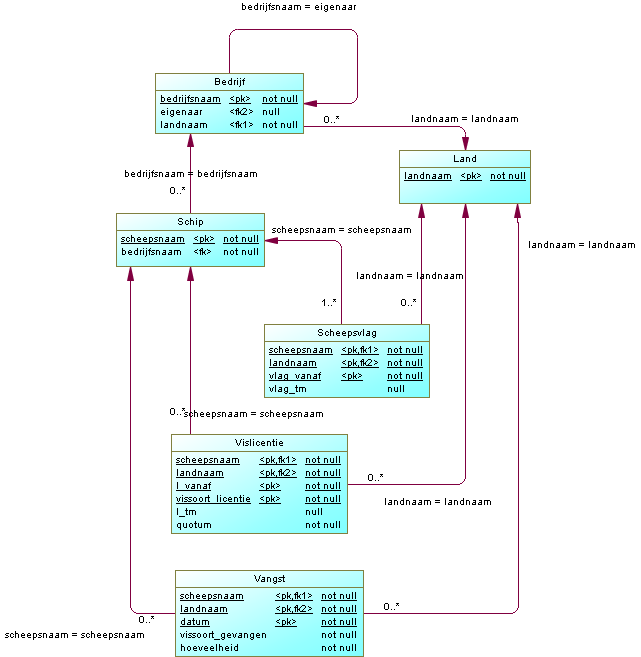 bedrijfsnaam = eigenaar
Bedrijf
bedrijfsnaam <pk> not null
eigenaar <fk2> null
landnaam <fk1> not null
0..*
landnaam = landnaam
Land
landnaam <pk> not null
bedrijfsnaam = bedrijfsnaam
0..*
Schip
scheepsnaam <pk> not null
bedrijfsnaam <fk> not null
scheepsnaam = scheepsnaam
landnaam = landnaam
landnaam = landnaam
1..*
0..*
Scheepsvlag
scheepsnaam <pk,fk1> not null
landnaam <pk,fk2> not null
vlag_vanaf <pk> not null
vlag_tm null
0..*
scheepsnaam = scheepsnaam
Vislicentie
scheepsnaam <pk,fk1> not null
landnaam <pk,fk2> not null
l_vanaf <pk> not null
vissoort_licentie <pk> not null
l_tm null
quotum not null
0..*
landnaam = landnaam
Vangst
scheepsnaam <pk,fk1> not null
landnaam <pk,fk2> not null
datum <pk> not null
vissoort_gevangen not null
hoeveelheid not null
0..*
0..*
scheepsnaam = scheepsnaam